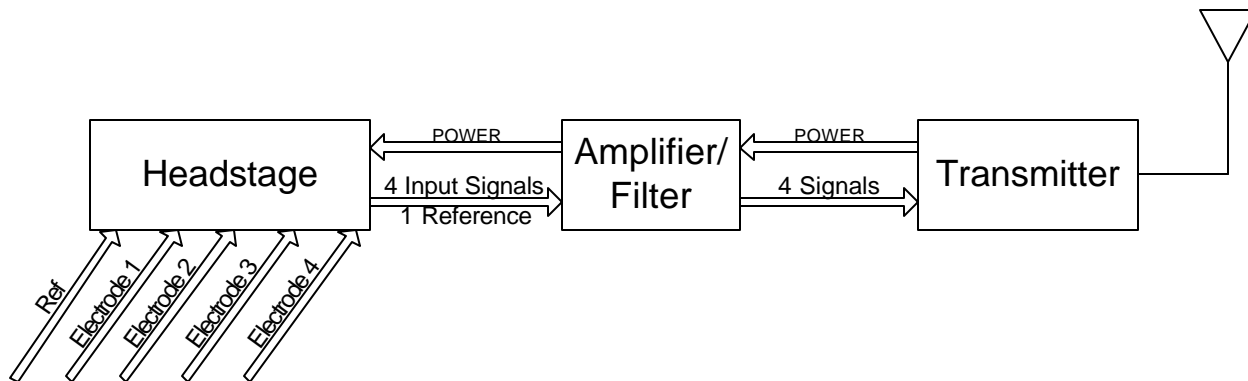 POWER
POWER
Headstage
Amplifier/
Filter
Transmitter
4 Input Signals
1 Reference
4 Signals
Ref
Electrode 1
Electrode 2
Electrode 3
Electrode 4